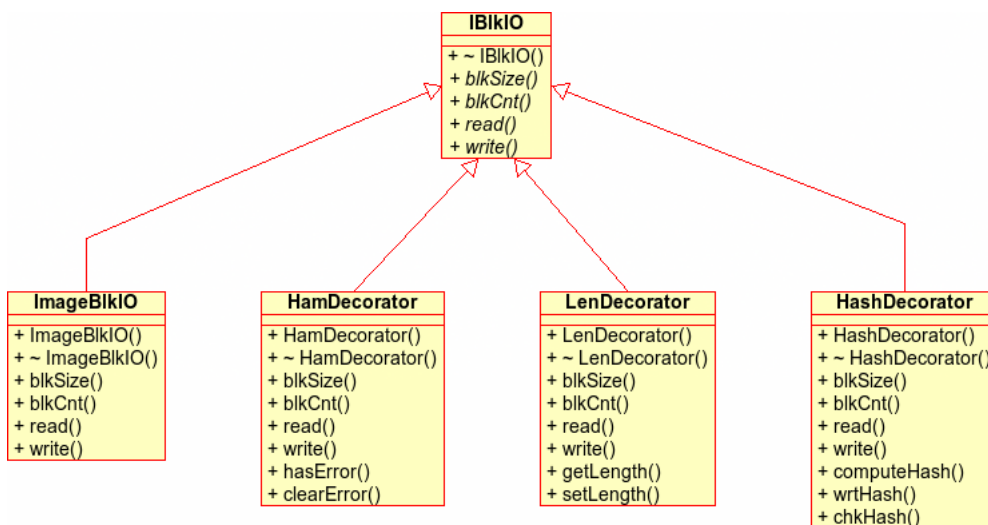 IBlkIO
+ ~ IBlkIO()
+ blkSize()
+ blkCnt()
+ read()
+ write()
ImageBlkIO
+ ImageBlkIO()
+ ~ ImageBlkIO()
+ blkSize()
+ blkCnt()
+ read()
+ write()
HamDecorator
+ HamDecorator()
+ ~ HamDecorator()
+ blkSize()
+ blkCnt()
+ read()
+ write()
+ hasError()
+ clearError()
LenDecorator
+ LenDecorator()
+ ~ LenDecorator()
+ blkSize()
+ blkCnt()
+ read()
+ write()
+ getLength()
+ setLength()
HashDecorator
+ HashDecorator()
+ ~ HashDecorator()
+ blkSize()
+ blkCnt()
+ read()
+ write()
+ computeHash()
+ wrtHash()
+ chkHash()